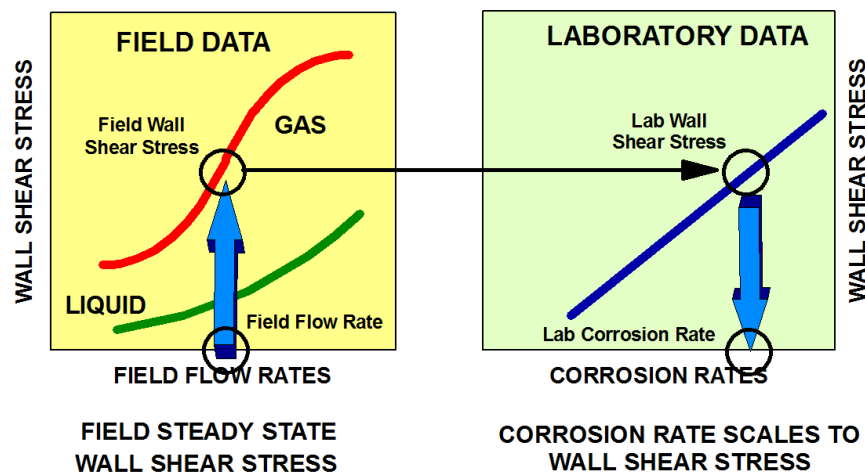 FIELD DATA
WALL SHEAR STRESS
Field Wall
Shear Stress
GAS
LIQUID
Field Flow Rate
FIELD FLOW RATES
FIELD STEADY STATE
WALL SHEAR STRESS
LABORATORY DATA
Lab Wall
Shear Stress
WALL SHEAR STRESS
Lab Corrosion Rate
CORROSION RATES
CORROSION RATE SCALES TO
WALL SHEAR STRESS